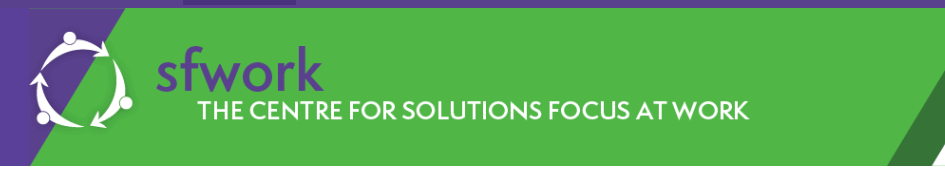 sfwork
THE CENTRE FOR SOLUTIONS FOCUS AT WORK